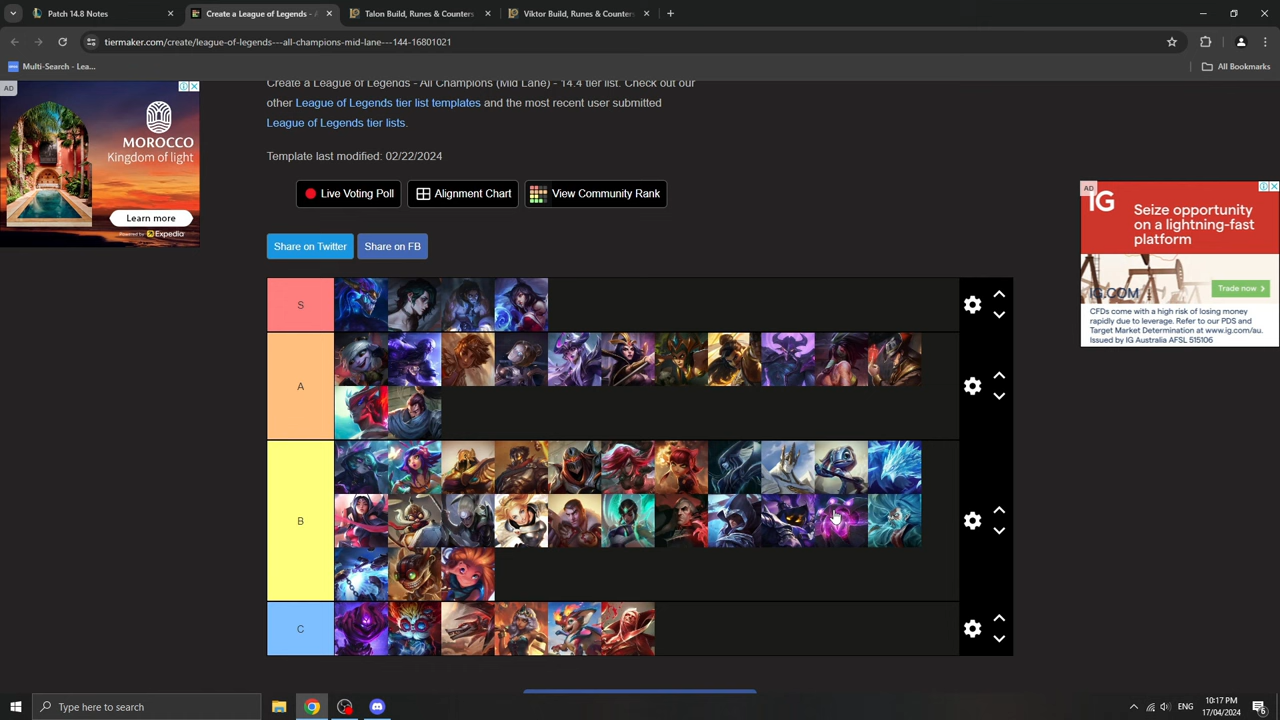 Patch 14.8 Notes
Create a League of Legends - A
Talon Build, Runes & Counters
Viktor Build, Runes & Counters
tiermaker.com/create/league-of-legends---all-champions-mid-lane---144-16801021
Multi-Search - Lea...
All Bookmarks
AD
MOROCCO
Kingdom of light
Learn more
Powered by Expedia
Create a League of Legends - All Champions (Mid Lane) - 14.4 tier list. Check out our
other League of Legends tier list templates and the most recent user submitted
League of Legends tier lists.
Template last modified: 02/22/2024
Live Voting Poll
Alignment Chart
View Community Rank
Share on Twitter
Share on FB
S
A
B
C
AD
IG
Seize opportunity
on a lightning-fast
platform
IG.COM
Trade now
CFDs come with a high risk of losing money
rapidly due to leverage. Refer to our PDS and
Target Market Determination at www.ig.com/au.
Issued by IG Australia AFSL 515106
Type here to search
ENG
10:17 PM
17/04/2024
6